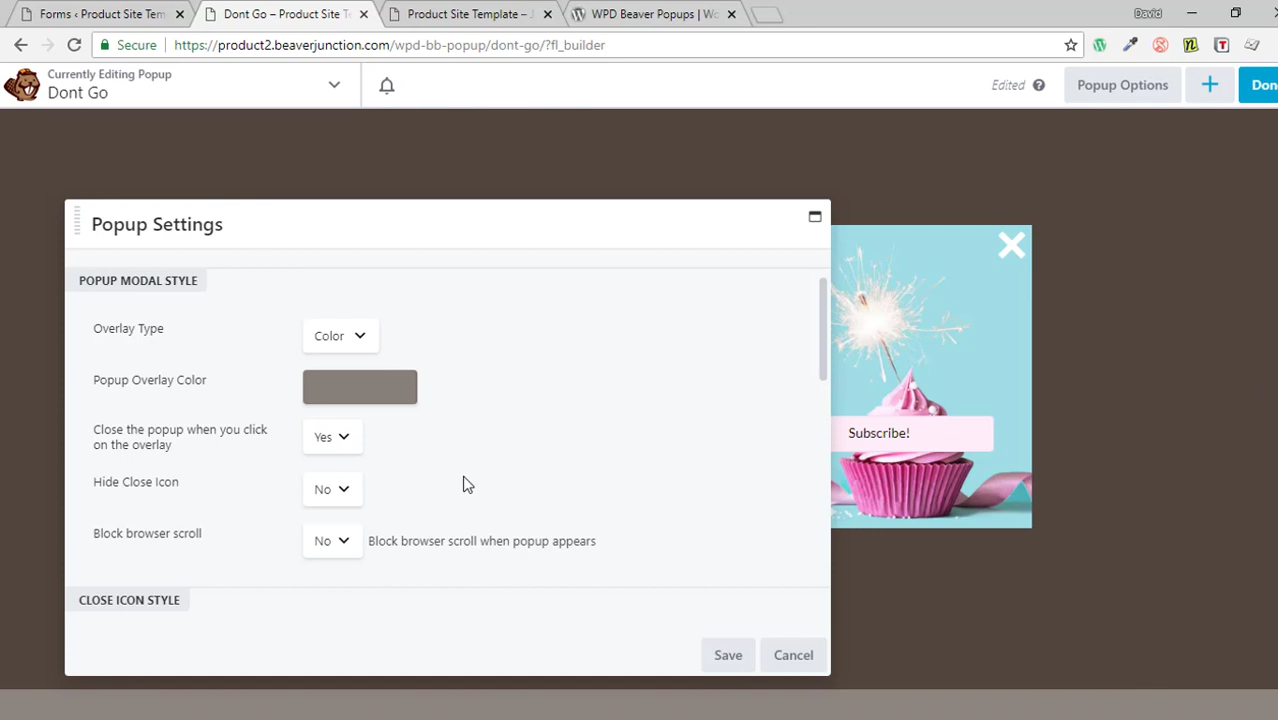 Forms ‹ Product Site Tem
Dont Go – Product Site T
Product Site Template – J
WPD Beaver Popups | Wo
David
Secure
https://product2.beaverjunction.com/wpd-bb-popup/dont-go/?fl_builder
Currently Editing Popup
Dont Go
Edited
Popup Options
Don
Popup Settings
POPUP MODAL STYLE
Overlay Type
Color
Popup Overlay Color
Close the popup when you click
on the overlay
Yes
Subscribe!
Hide Close Icon
No
Block browser scroll
No
Block browser scroll when popup appears
CLOSE ICON STYLE
Save
Cancel